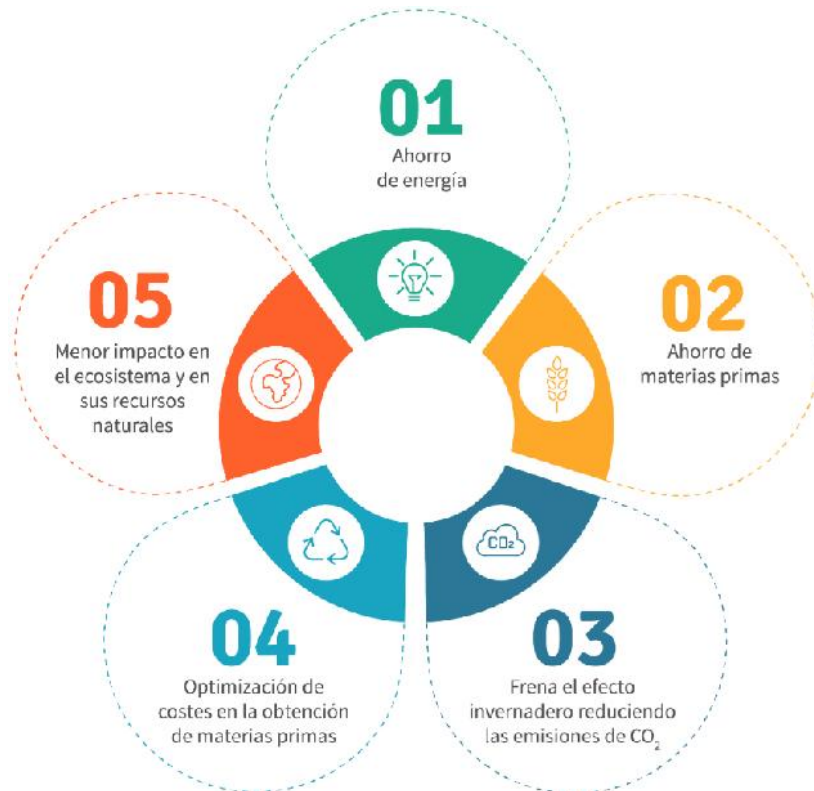 01
Ahorro
de energía
02
Ahorro de
materias primas
CO₂
03
Frena el efecto
invernadero reduciendo
las emisiones de CO₂
04
Optimización de
costes en la obtención
de materias primas
05
Menor impacto en
el ecosistema y en
sus recursos
naturales